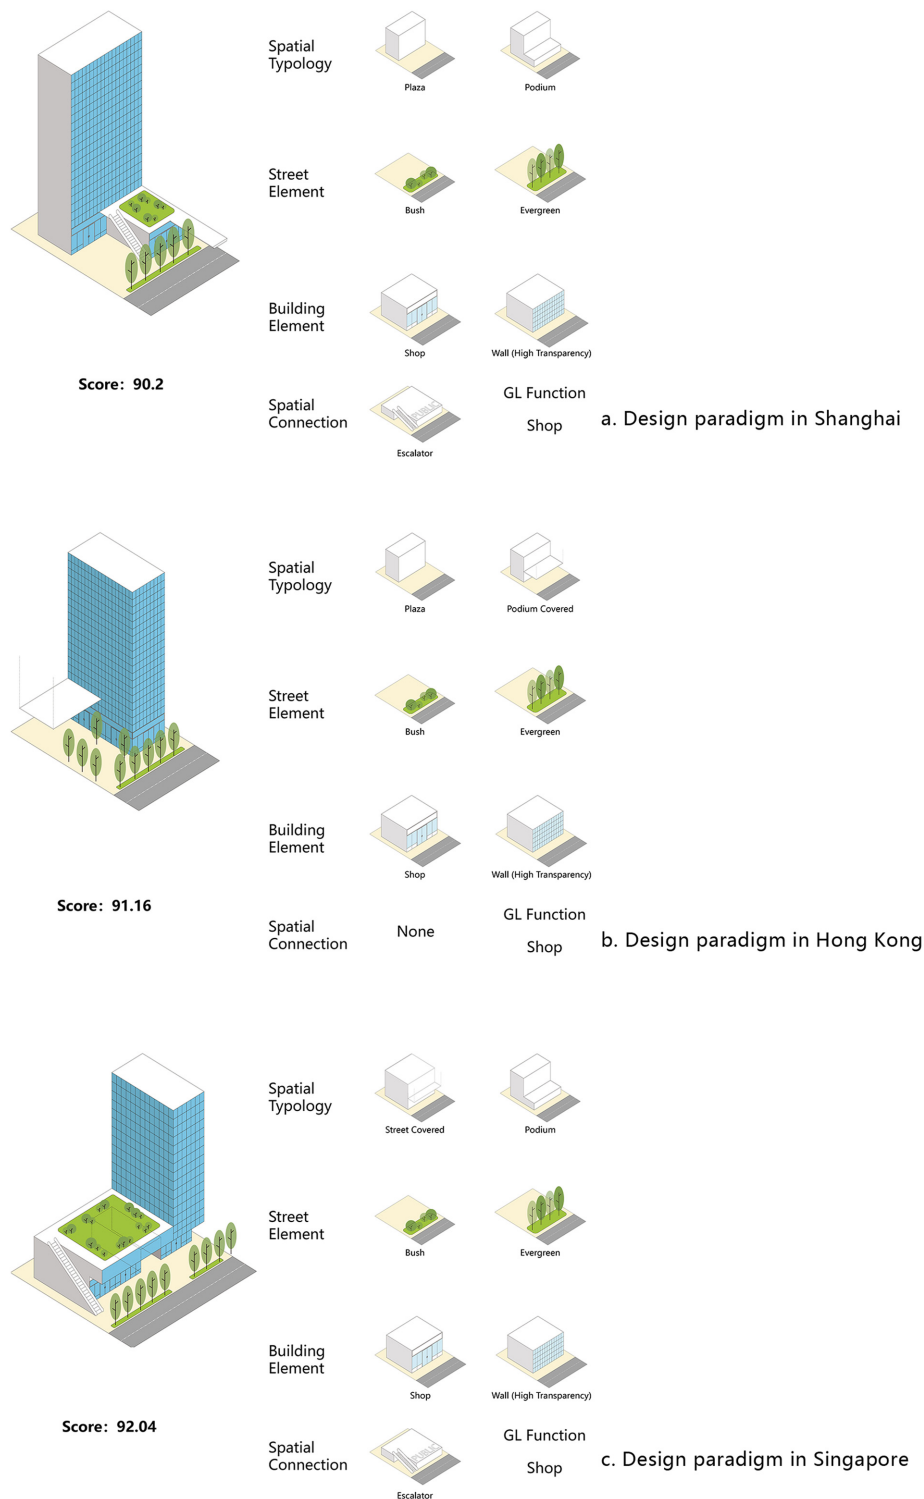 Spatial
Typology
Plaza
Podium
Street
Element
Bush
Evergreen
Building
Element
Shop
Wall (High Transparency)
Score: 90.2
Spatial
Connection
PUBLIC
Escalator
GL Function
Shop
a. Design paradigm in Shanghai
Spatial
Typology
Plaza
Podium Covered
Street
Element
Bush
Evergreen
Building
Element
Shop
Wall (High Transparency)
Score: 91.16
Spatial
Connection
None
GL Function
Shop
b. Design paradigm in Hong Kong
Spatial
Typology
Street Covered
Podium
Street
Element
Bush
Evergreen
Building
Element
Shop
Wall (High Transparency)
Score: 92.04
Spatial
Connection
PUBLIC
Escalator
GL Function
Shop
c. Design paradigm in Singapore